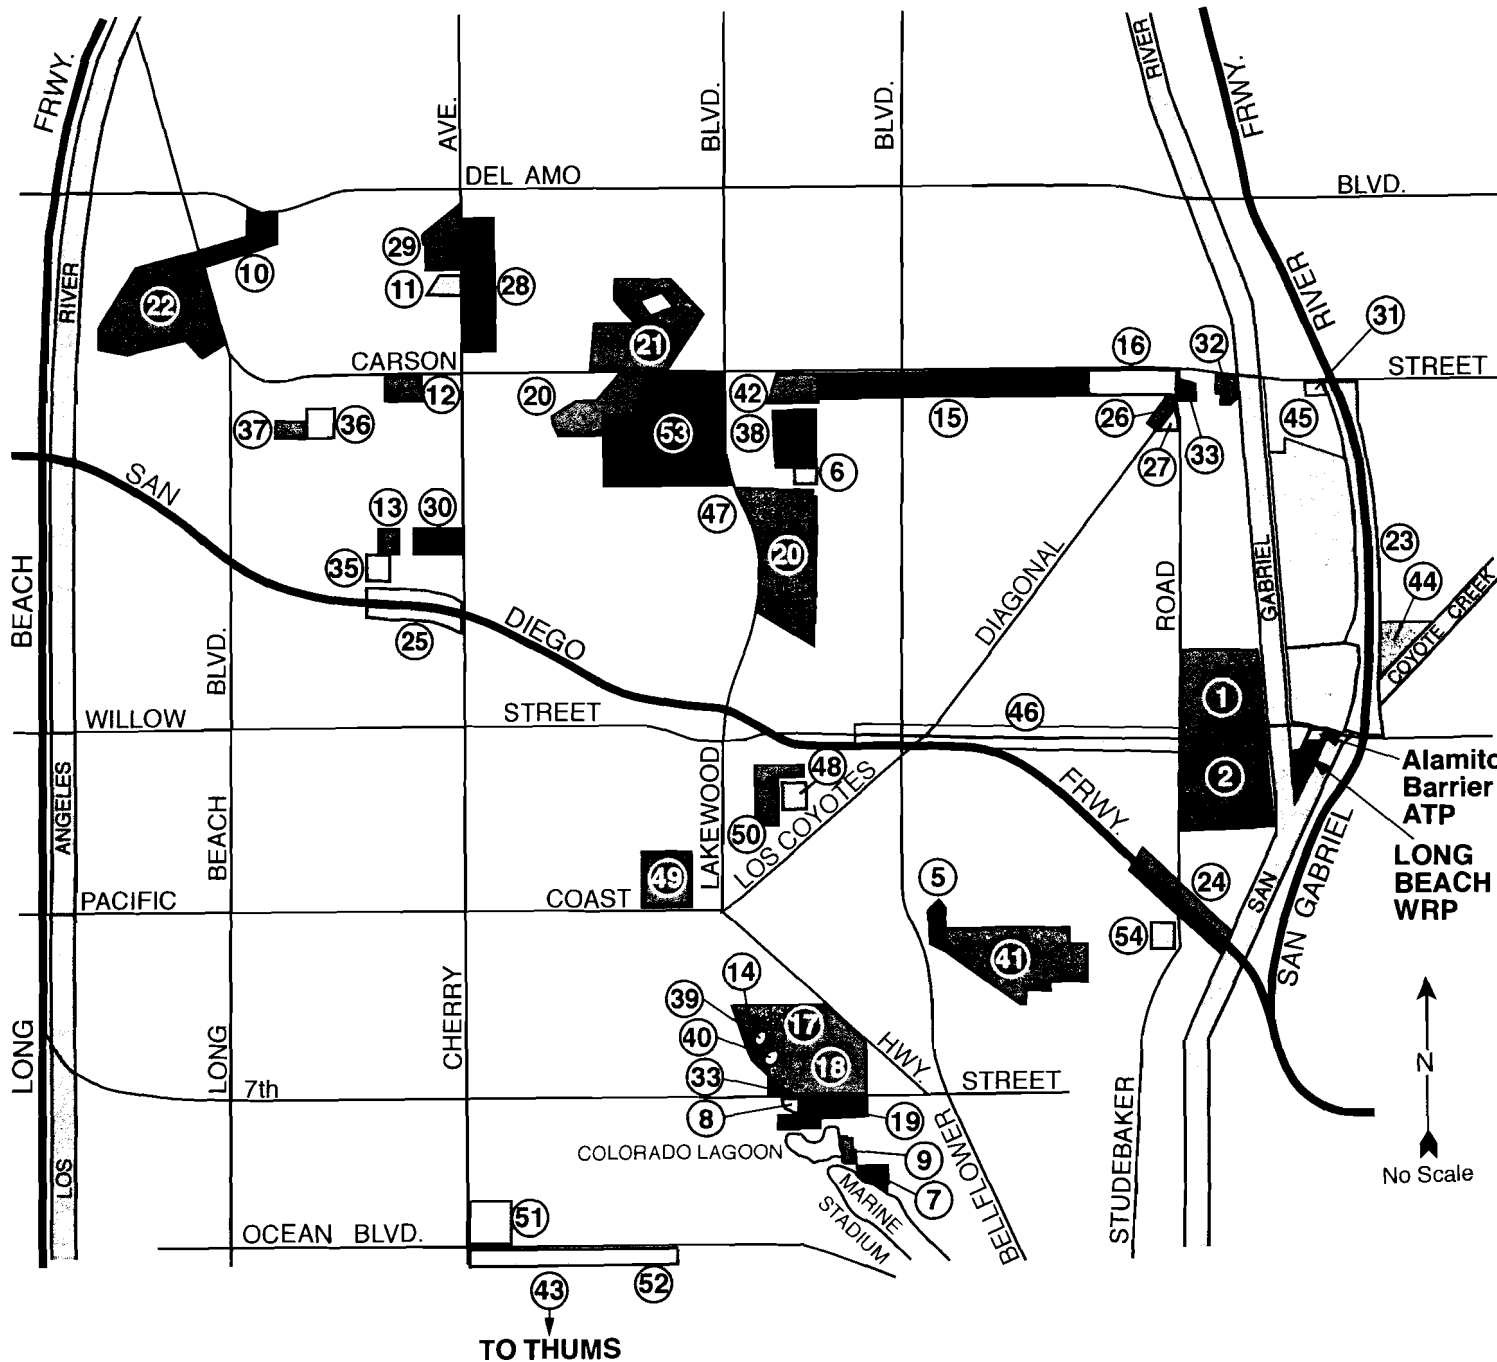 FRWY.
RIVER
AVE.
BLVD.
BLVD.
RIVER
FRWY.
DEL AMO
BLVD.
29
10
11
28
22
RIVER
RIVER
31
21
16
32
CARSON
STREET
12
20
42
15
26
33
45
37
36
53
38
27
6
SAN
13
30
47
20
23
44
35
DIAGONAL
ROAD
GABRIEL
COYOTE CREEK
BEACH
25
DIEGO
BLVD.
1
WILLOW
STREET
46
2
Alamito
Barrier
ATP
ANGELES
BEACH
LAKEWOOD
48
50
LOS COYOTES
FRWY.
LONG
BEACH
WRP
49
5
24
SAN
SAN GABRIEL
PACIFIC
COAST
54
41
14
39
17
40
HWY.
18
LONG
LONG
CHERRY
33
7th
STREET
N
8
19
COLORADO LAGOON
9
BELLFLOWER
STUDEBAKER
No Scale
LOS
7
MARINE
STADIUM
51
OCEAN BLVD.
43
52
TO THUMS